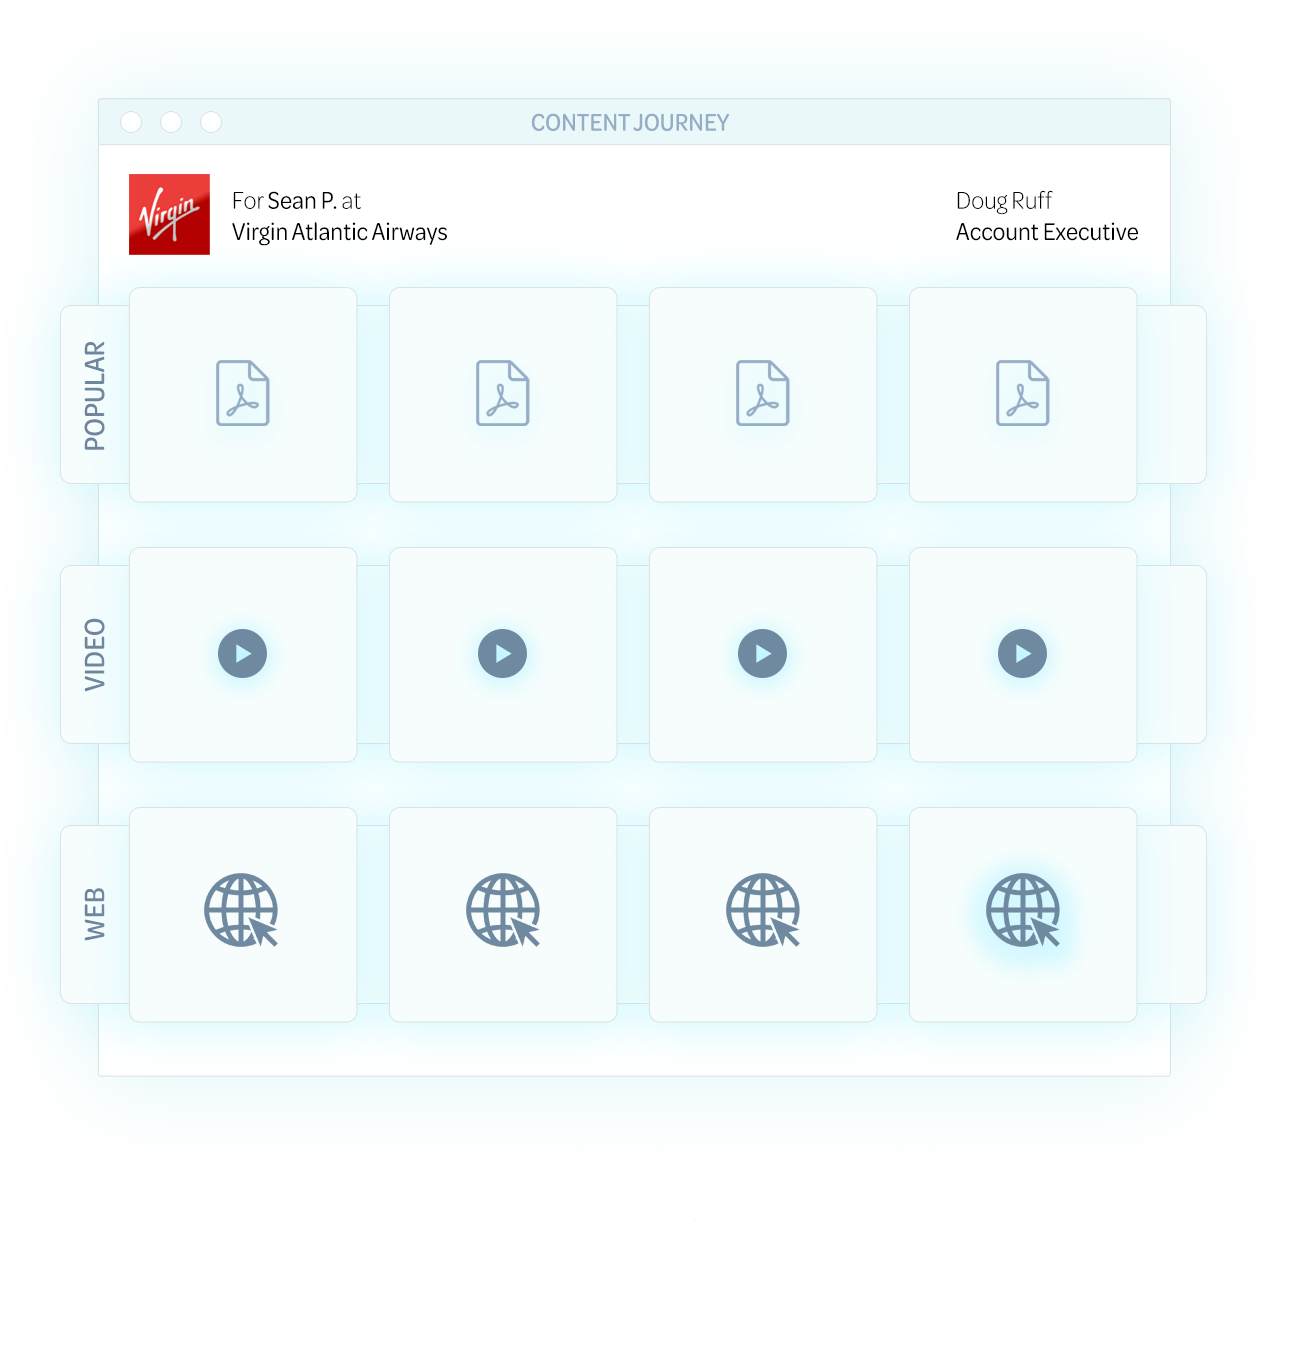 CONTENT JOURNEY
Virgin
For Sean P. at
Virgin Atlantic Airways
Doug Ruff
Account Executive
POPULAR
VIDEO
WEB